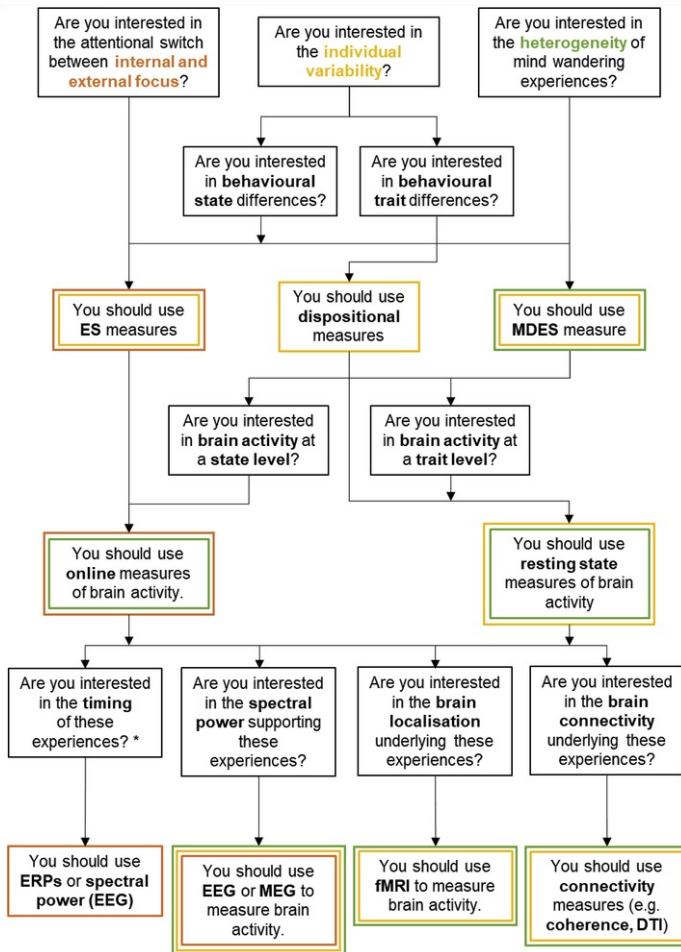 Are you interested in
the attentional switch
between internal and
external focus?
Are you interested
in the individual
variability?
Are you interested in
the heterogeneity of
mind wandering
experiences?
Are you interested
in behavioural
state differences?
Are you interested
in behavioural
trait differences?
You should use
ES measures
You should use
dispositional
measures
You should use
MDES measure
Are you interested
in brain activity at
a state level?
Are you interested
in brain activity at
a trait level?
You should use
online measures
of brain activity.
You should use
resting state
measures of brain
activity
Are you interested
in the timing
of these
experiences? *
Are you interested
in the spectral
power supporting
these
experiences?
Are you interested
in the brain
localisation
underlying these
experiences?
Are you interested
in the brain
connectivity
underlying these
experiences?
You should use
ERPs or spectral
power (EEG)
You should use
EEG or MEG to
measure brain
activity.
You should use
fMRI to measure
brain activity.
You should use
connectivity
measures (e.g.
coherence, DTI)